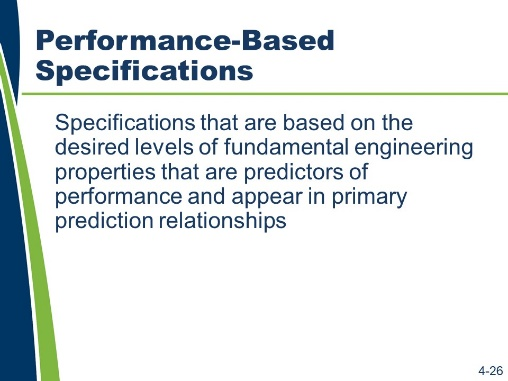 Performance-Based
Specifications
Specifications that are based on the
desired levels of fundamental engineering
properties that are predictors of
performance and appear in primary
prediction relationships
4-26